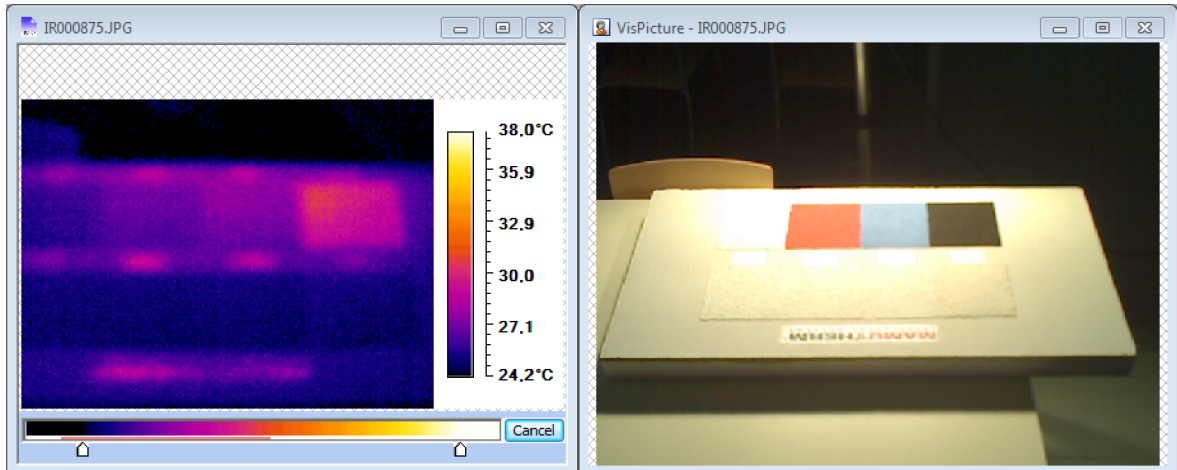 IR000875.JPG
38,0°C
35,9
32,9
30,0
27,1
24,2°C
Cancel
VisPicture - IR000875.JPG